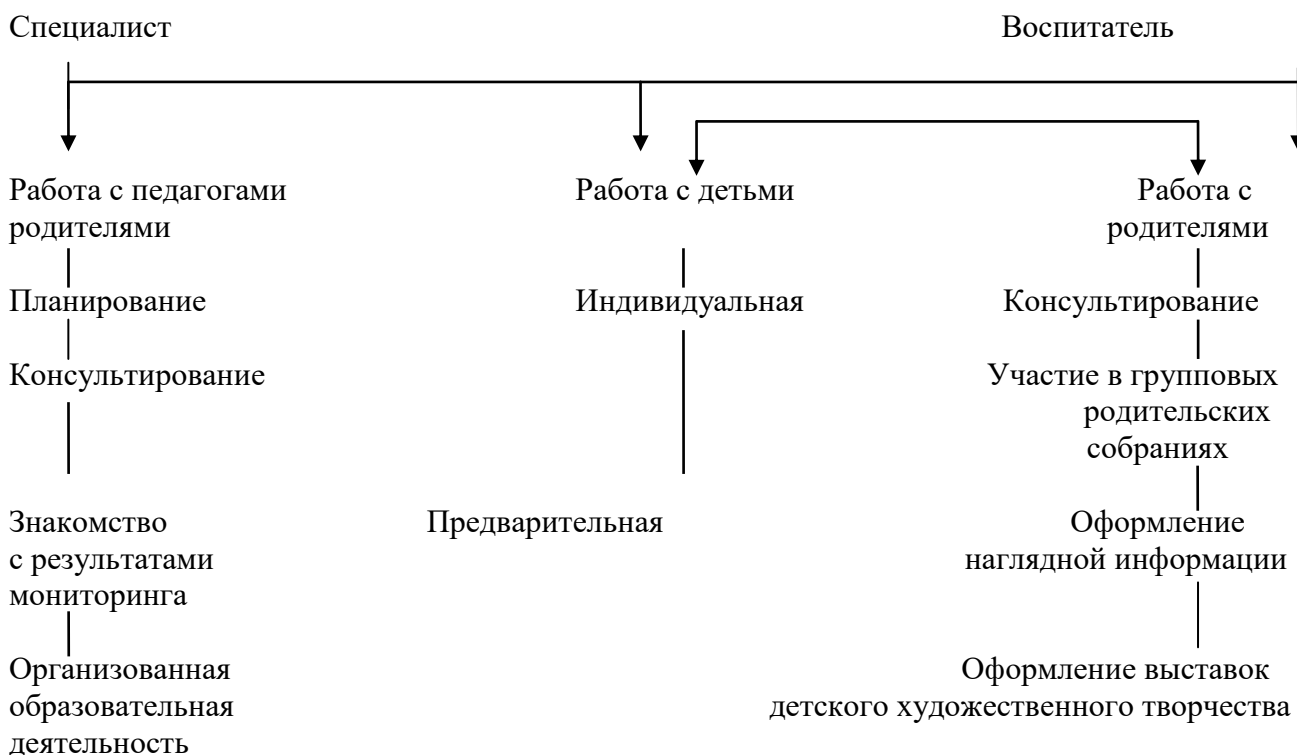 Специалист Воспитатель
Работа с педагогами Работа с детьми Работа с
родителями родителями
Планирование Индивидуальная Консультирование
Консультирование Участие в групповых
родительских
собраниях
Знакомство Предварительная Оформление
с результатами наглядной информации
мониторинга
Организованная Оформление выставок
образовательная детского художественного творчества
деятельность